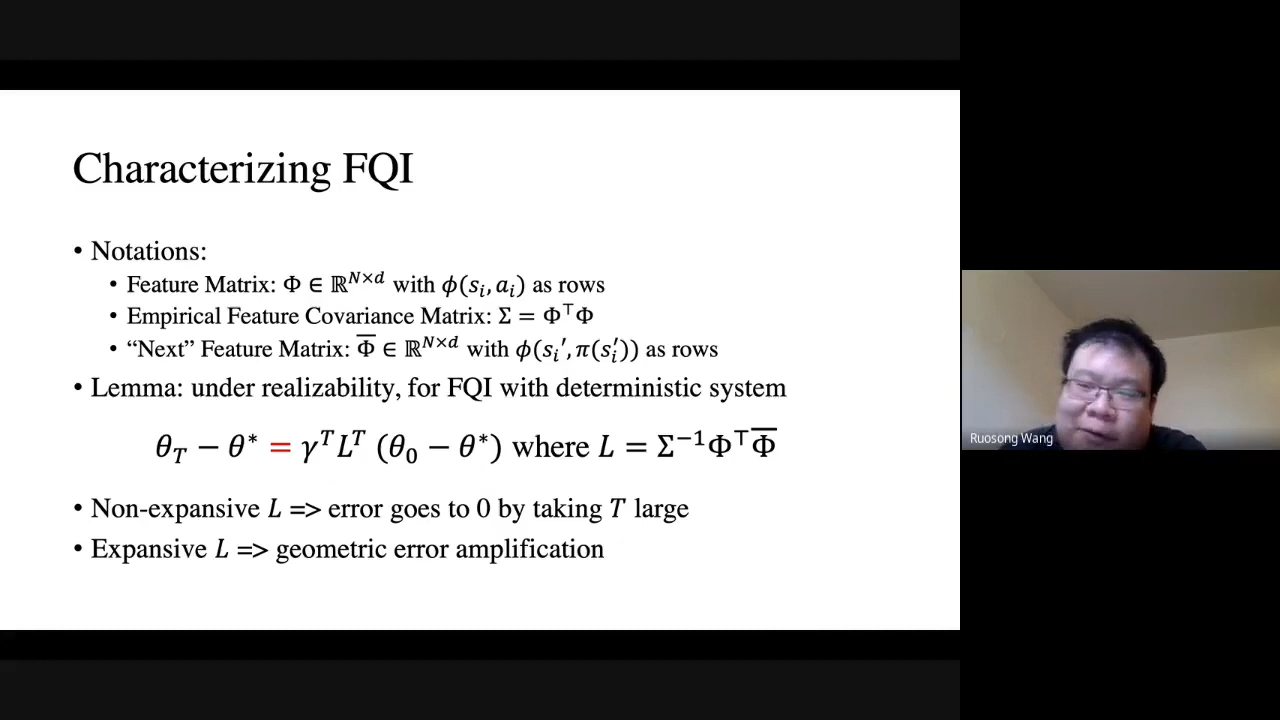 Characterizing FQI
• Notations:
• Feature Matrix: Φ ∈ ℝ^{N×d} with ϕ(s_i, a_i) as rows
• Empirical Feature Covariance Matrix: Σ = Φ^⊤Φ
• “Next” Feature Matrix: Φ̅ ∈ ℝ^{N×d} with ϕ(s_i′, π(s_i′)) as rows
• Lemma: under realizability, for FQI with deterministic system
θ_T − θ* = γ^T L^T (θ_0 − θ*) where L = Σ^{−1}Φ^⊤Φ̅
• Non-expansive L => error goes to 0 by taking T large
• Expansive L => geometric error amplification
Ruosong Wang